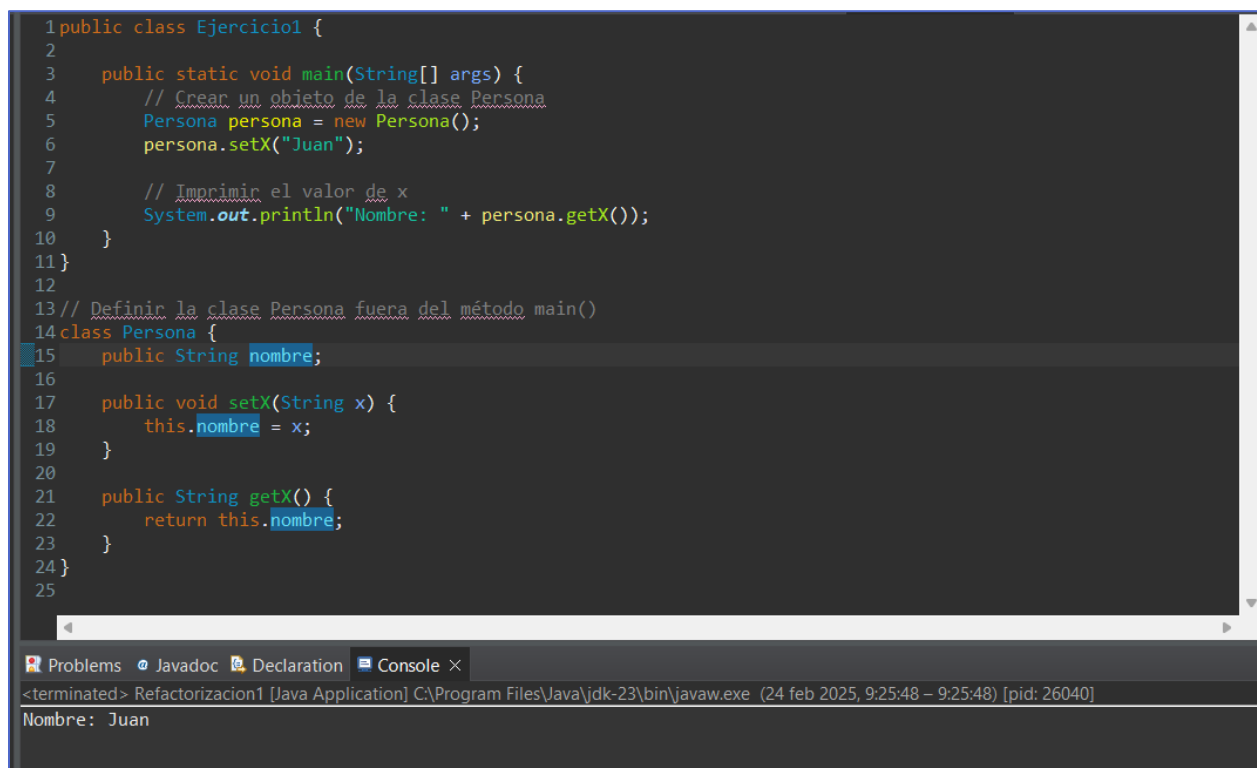 1 public class Ejercicio1 {
2
3     public static void main(String[] args) {
4         // Crear un objeto de la clase Persona
5         Persona persona = new Persona();
6         persona.setX("Juan");
7
8         // Imprimir el valor de x
9         System.out.println("Nombre: " + persona.getX());
10     }
11 }
12
13 // Definir la clase Persona fuera del método main()
14 class Persona {
15     public String nombre;
16
17     public void setX(String x) {
18         this.nombre = x;
19     }
20
21     public String getX() {
22         return this.nombre;
23     }
24 }
25
Problems @ Javadoc Declaration Console ×
<terminated> Refactorizacion1 [Java Application] C:\Program Files\Java\jdk-23\bin\javaw.exe (24 feb 2025, 9:25:48 – 9:25:48) [pid: 26040]
Nombre: Juan